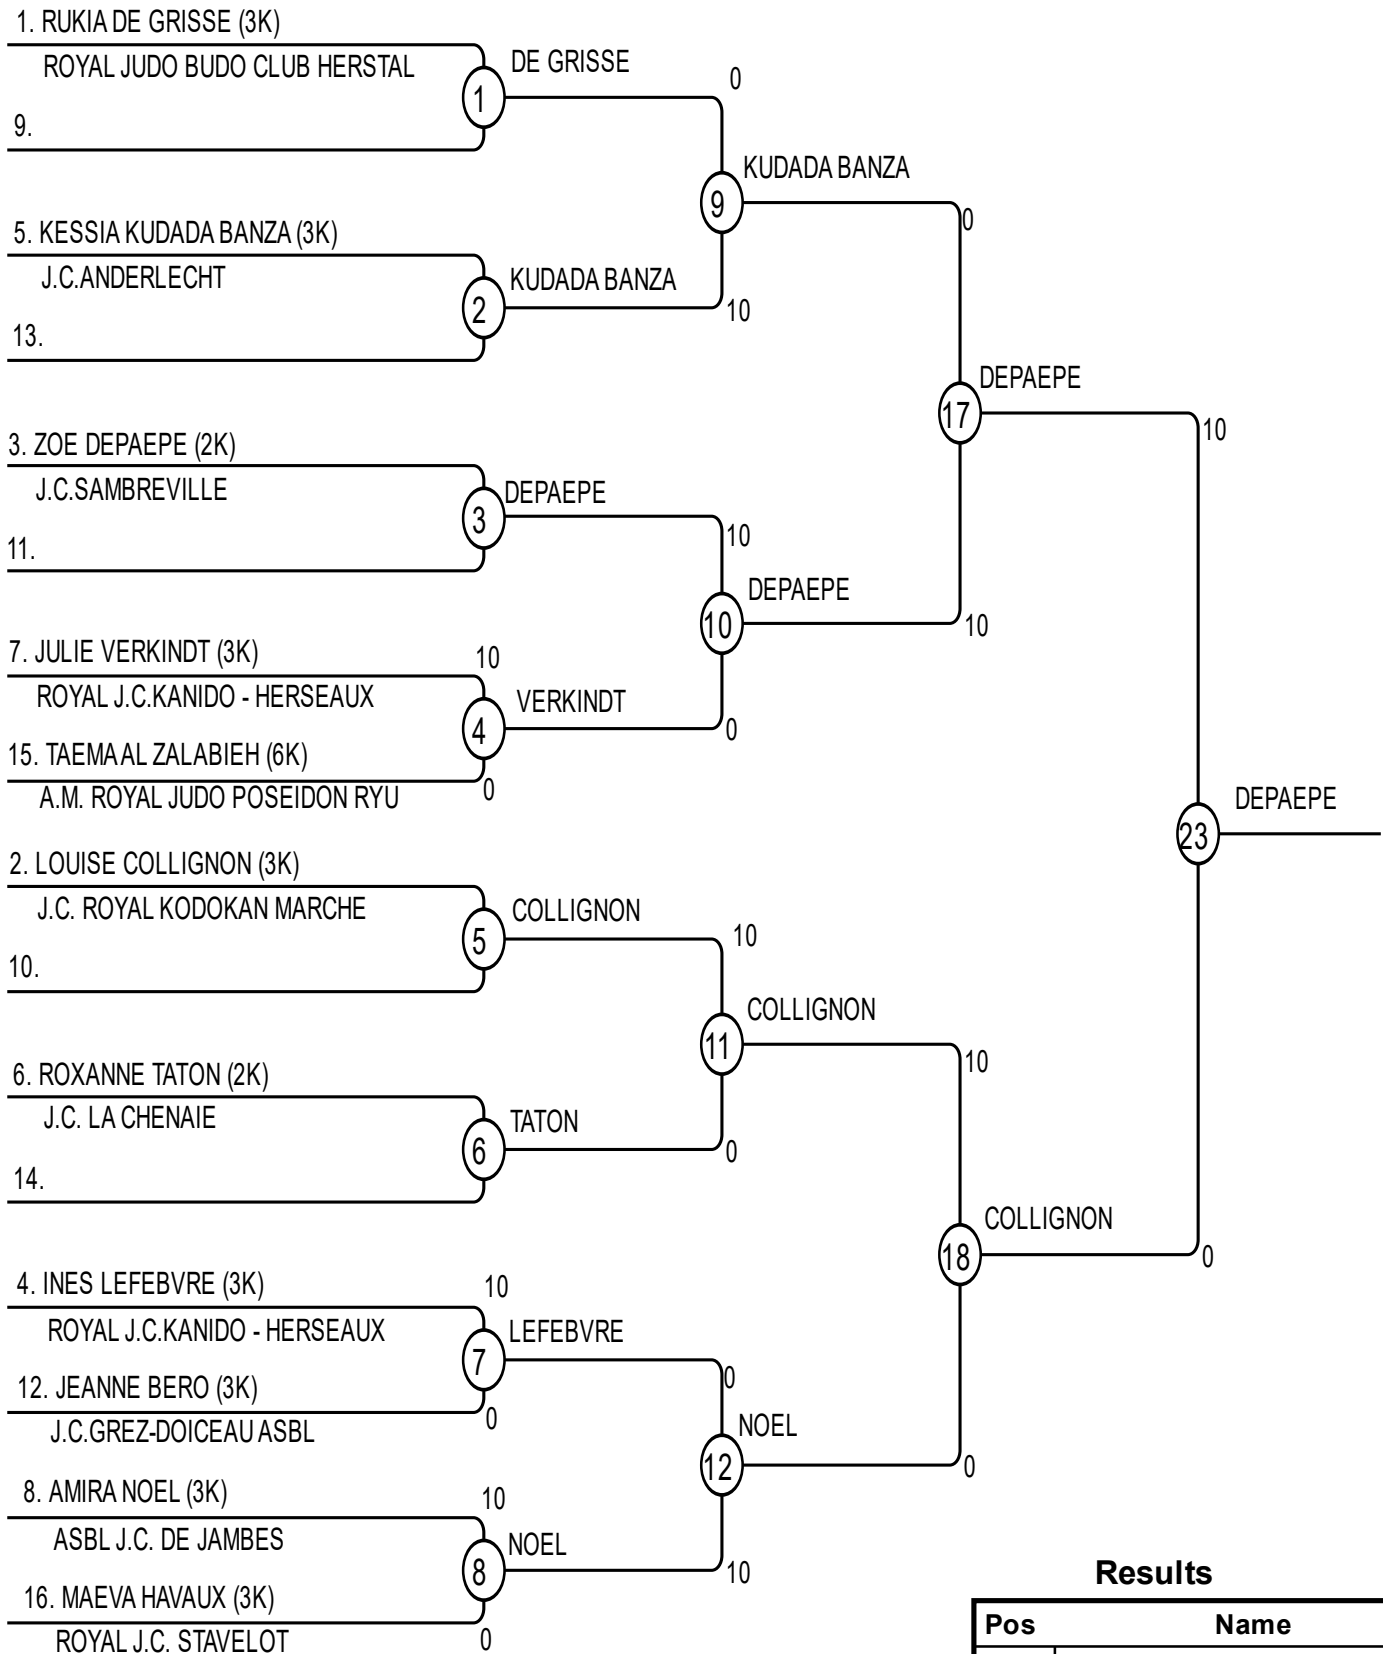 1. RUKIA DE GRISSE (3K)
ROYAL JUDO BUDO CLUB HERSTAL
9.
1
DE GRISSE
0
5. KESSIA KUDADA BANZA (3K)
J.C.ANDERLECHT
13.
2
KUDADA BANZA
10
9
KUDADA BANZA
0
3. ZOE DEPAEPE (2K)
J.C.SAMBREVILLE
11.
3
DEPAEPE
10
7. JULIE VERKINDT (3K)
10
ROYAL J.C.KANIDO - HERSEAUX
15. TAEMA AL ZALABIEH (6K)
0
A.M. ROYAL JUDO POSEIDON RYU
4
VERKINDT
0
10
DEPAEPE
10
17
DEPAEPE
10
2. LOUISE COLLIGNON (3K)
J.C. ROYAL KODOKAN MARCHE
10.
5
COLLIGNON
10
6. ROXANNE TATON (2K)
J.C. LA CHENAIE
14.
6
TATON
0
11
COLLIGNON
10
4. INES LEFEBVRE (3K)
10
ROYAL J.C.KANIDO - HERSEAUX
12. JEANNE BERO (3K)
0
J.C.GREZ-DOICEAU ASBL
7
LEFEBVRE
0
8. AMIRA NOEL (3K)
10
ASBL J.C. DE JAMBES
16. MAEVA HAVAUX (3K)
0
ROYAL J.C. STAVELOT
8
NOEL
10
12
NOEL
0
18
COLLIGNON
0
23
DEPAEPE
Results
Pos Name